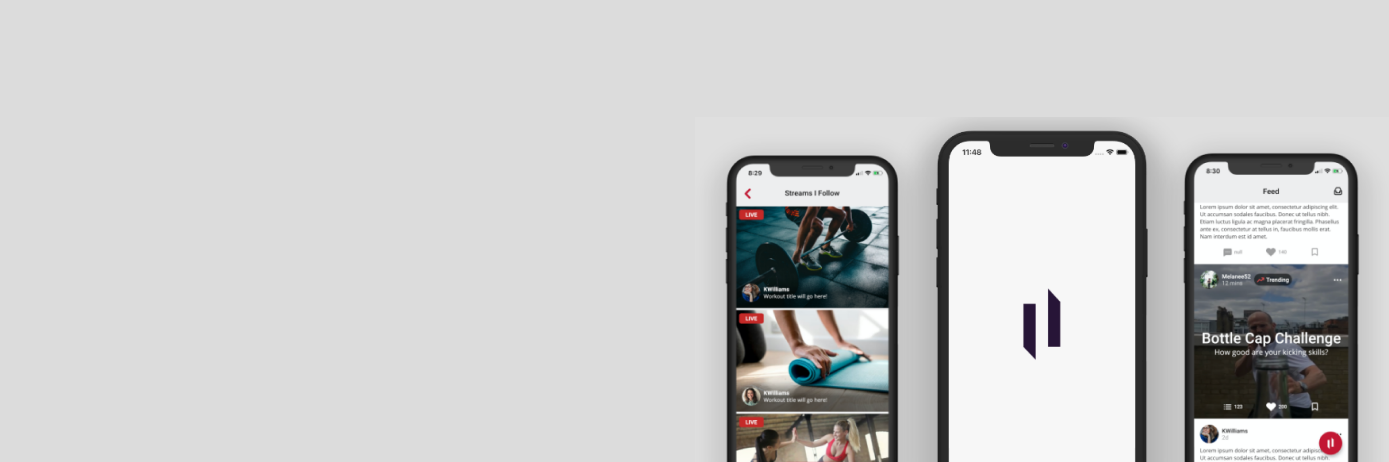 8:29
Streams I Follow
LIVE
KWilliams
Workout title will go here!
LIVE
KWilliams
Workout title will go here!
LIVE
11:48
8:30
Feed
Lorem ipsum dolor sit amet, consectetur adipiscing elit.
Ut accumsan sodales faucibus. Donec ut tellus nibh.
Etiam luctus ligula ac magna placerat fringilla. Phasellus
ante ex, consectetur at tellus in, faucibus mollis erat.
Nam interdum est id amet.
null
140
Melanee52
12 mins
Trending
Bottle Cap Challenge
How good are your kicking skills?
123
200
KWilliams
2d
Lorem ipsum dolor sit amet, consectetur adipiscing
Ut accumsan sodales faucibus. Donec ut tellus nibh.